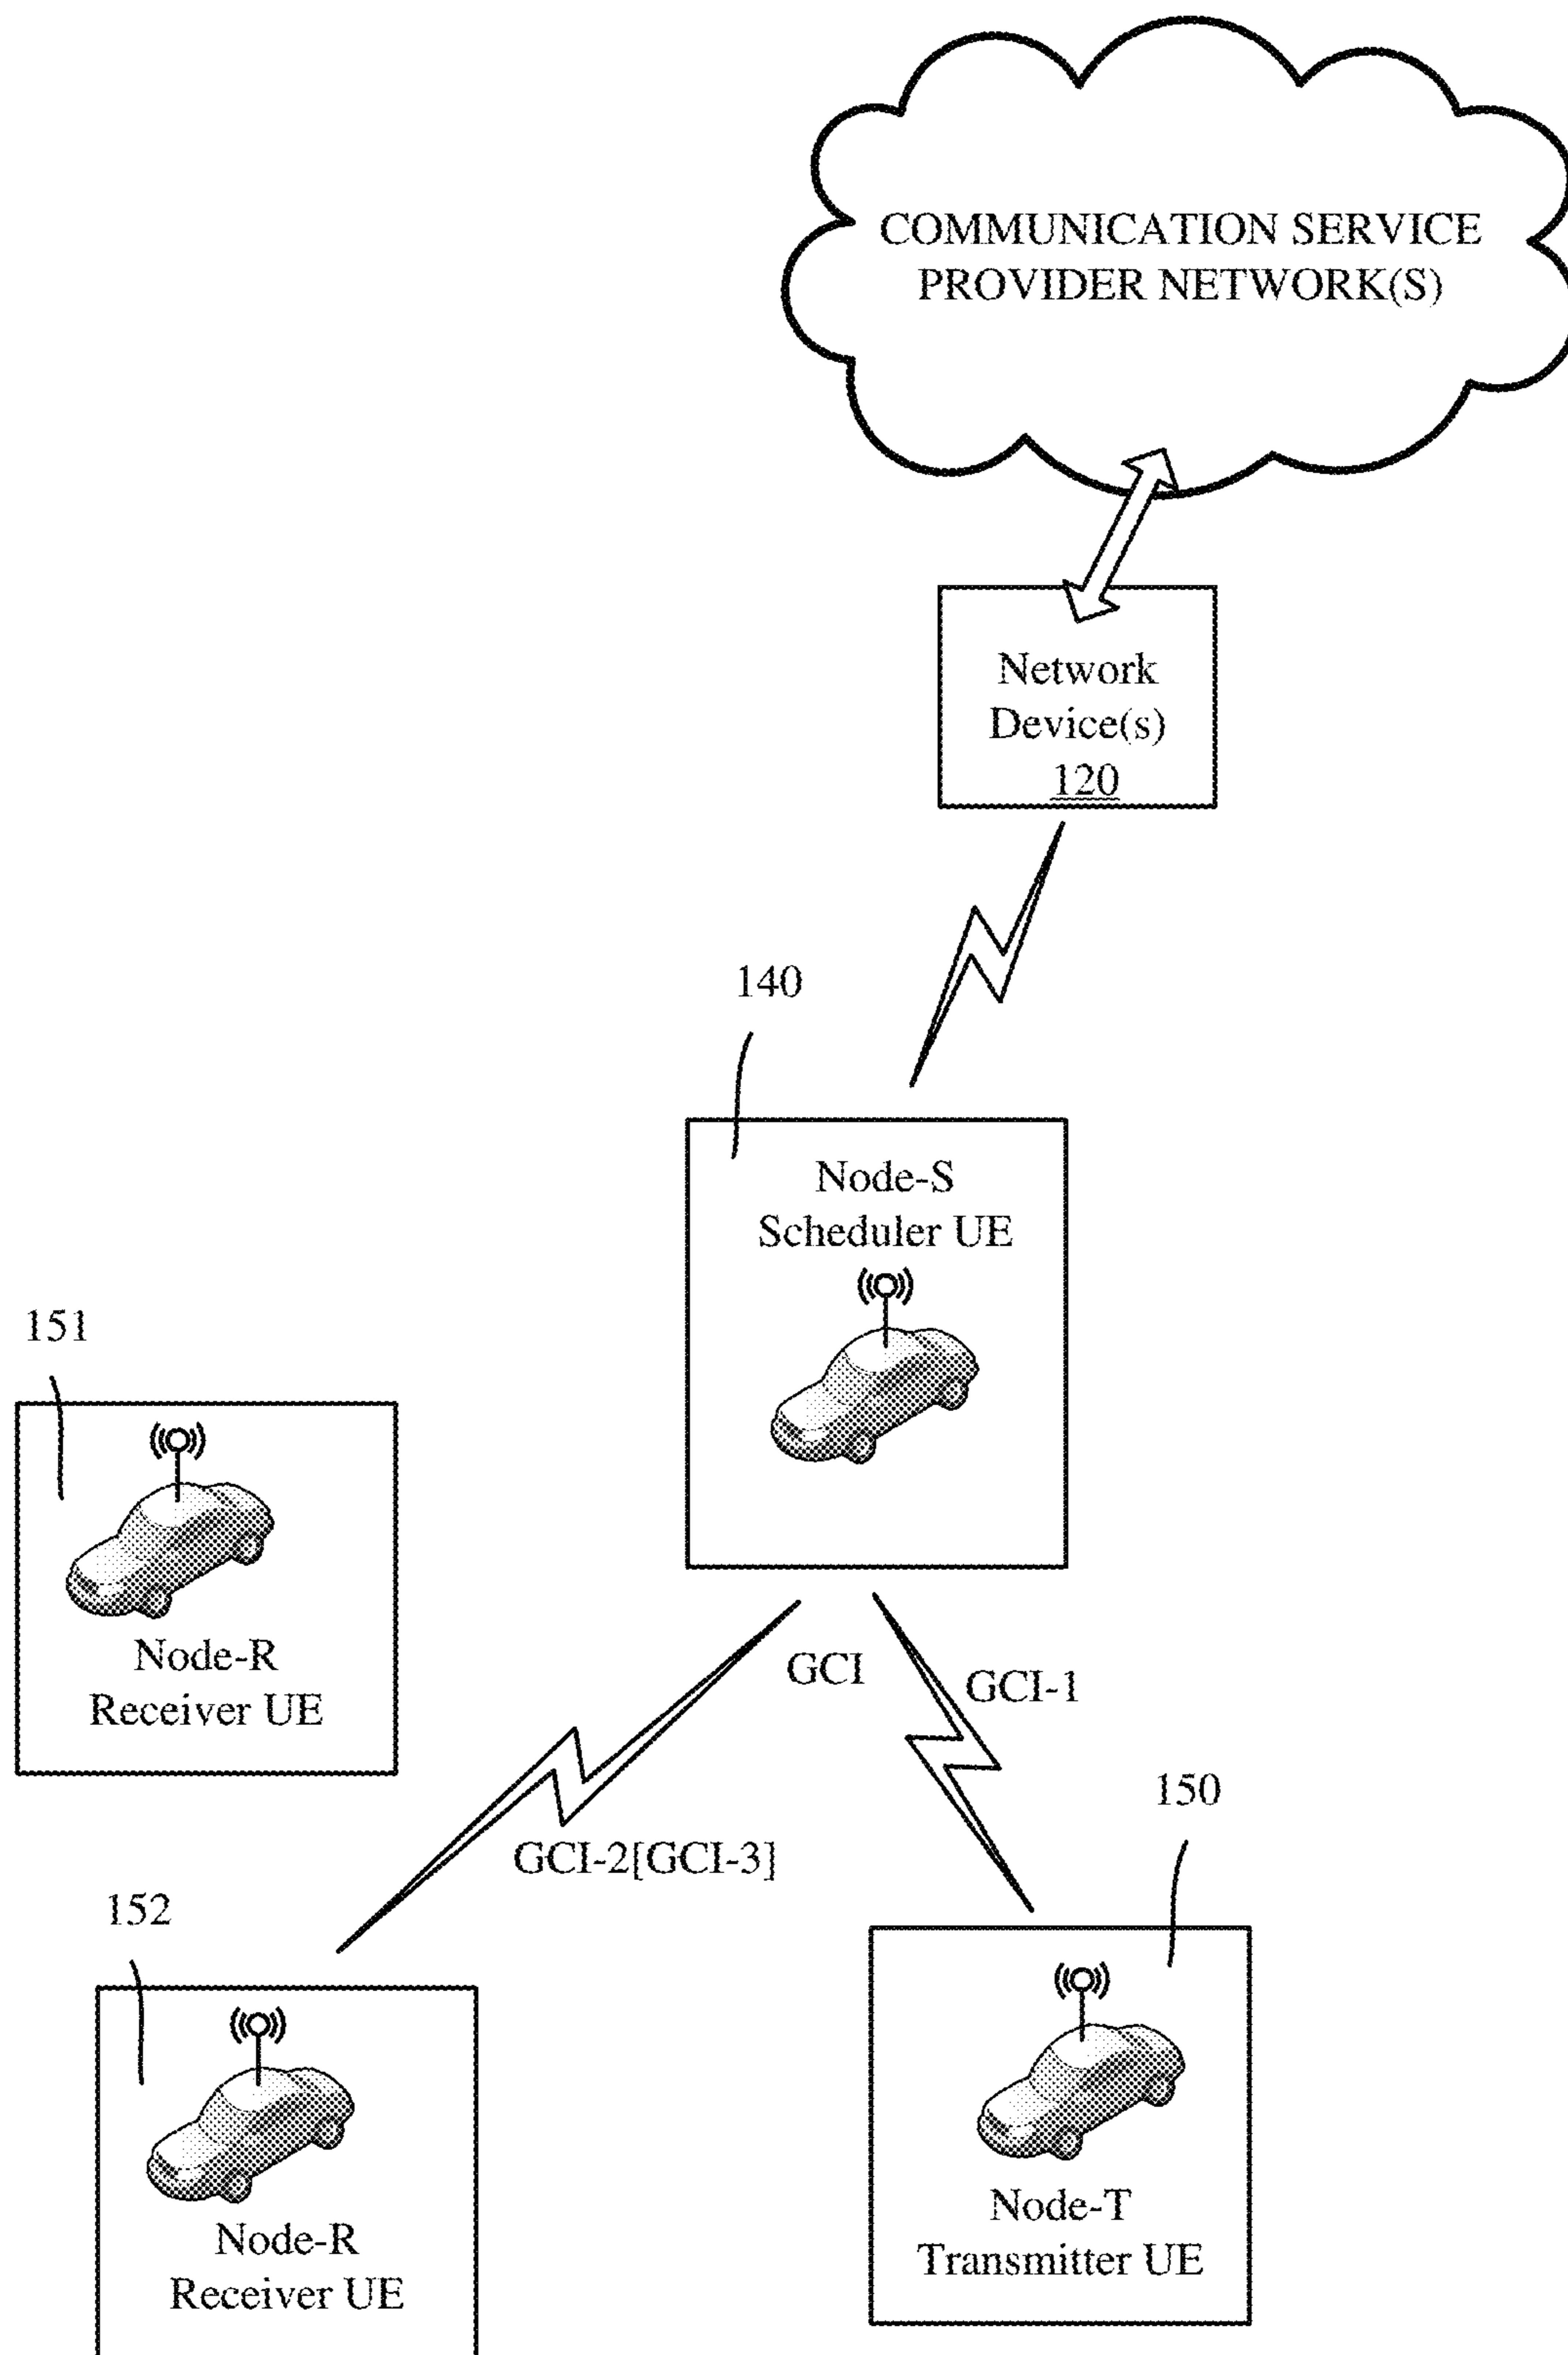 COMMUNICATION SERVICE
PROVIDER NETWORK(S)
Network
Device(s)
120
140
Node-S
Scheduler UE
151
Node-R
Receiver UE
GCI
GCI-1
GCI-2[GCI-3]
150
152
Node-R
Receiver UE
Node-T
Transmitter UE